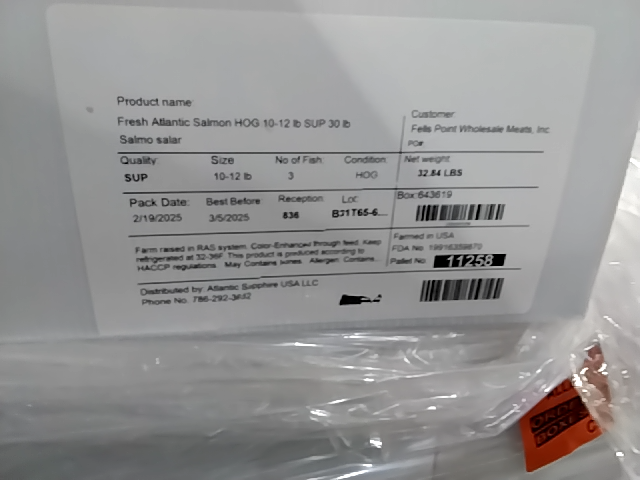 Product name:
Fresh Atlantic Salmon HOG 10-12 lb SUP 30 lb
Salmo salar
Customer
Fells Point Wholesale Meats, Inc.
PO#:
Quality: Size No of Fish: Condition: Net weight
SUP 10-12 lb 3 HOG 32.84 LBS
Pack Date: Best Before Reception Lot: Box:643619
2/19/2025 3/5/2025 836
Farm raised in RAS system. Color-Enhanced through feed. Keep
refrigerated at 32-36F. This product is produced according to
HACCP regulations. May Contains bones. Allergen: Contains...
Farmed in USA
FDA No:
Pallet No: 11258
Distributed by: Atlantic Sapphire USA LLC
Phone No. 786-292-
ORDER
BOXES